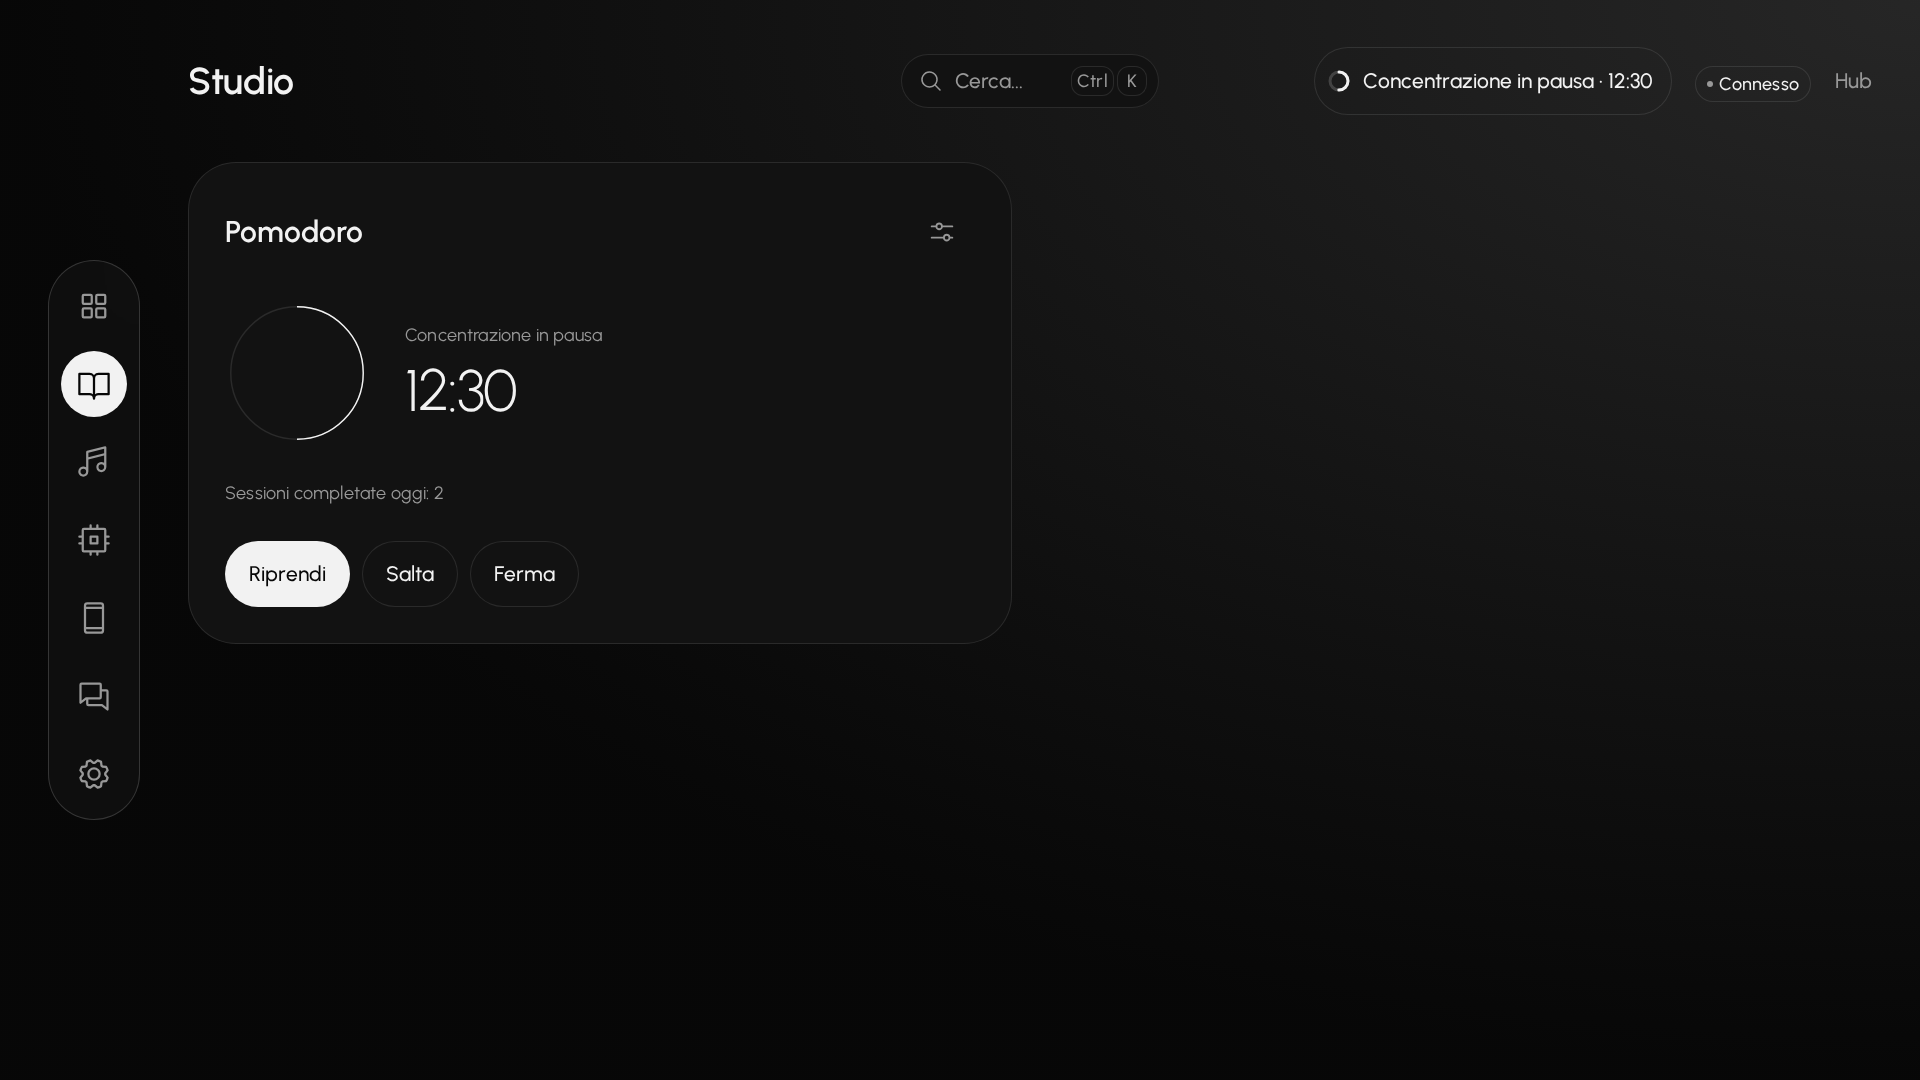 Studio
Cerca...
Ctrl K
Concentrazione in pausa · 12:30
Connesso
Hub
Pomodoro
Concentrazione in pausa
12:30
Sessioni completate oggi: 2
Riprendi
Salta
Ferma